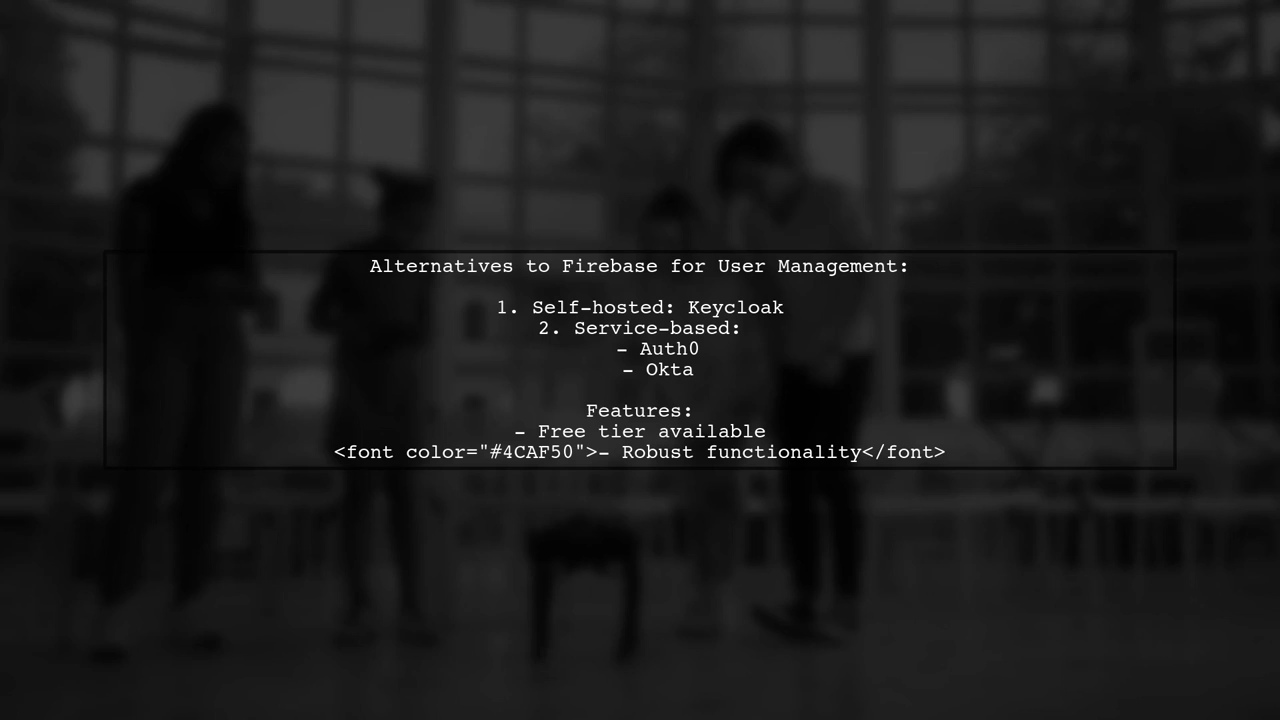 Alternatives to Firebase for User Management:
1. Self-hosted: Keycloak
2. Service-based:
- Auth0
- Okta
Features:
- Free tier available
<font color="#4CAF50">- Robust functionality</font>